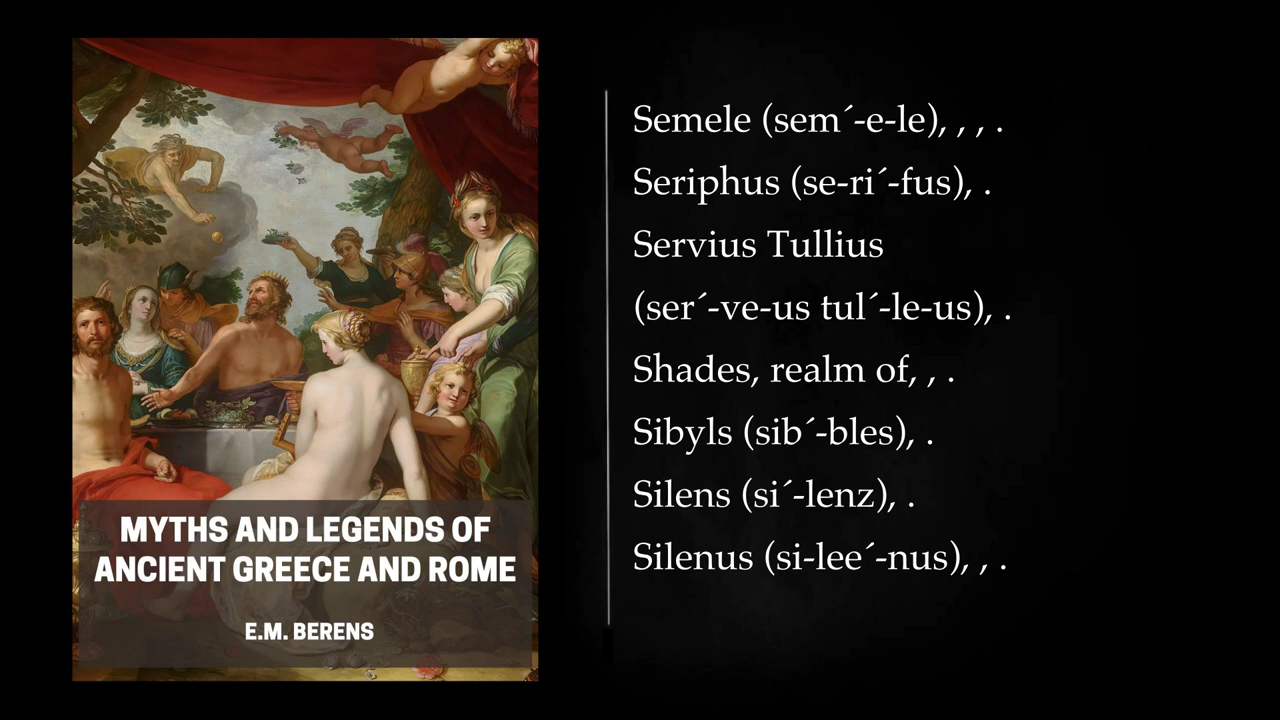 MYTHS AND LEGENDS OF
ANCIENT GREECE AND ROME
E.M. BERENS
Semele (sem´-e-le), , , .
Seriphus (se-ri´-fus), .
Servius Tullius
(ser´-ve-us tul´-le-us), .
Shades, realm of, , .
Sibyls (sib´-bles), .
Silens (si´-lenz), .
Silenus (si-lee´-nus), , .